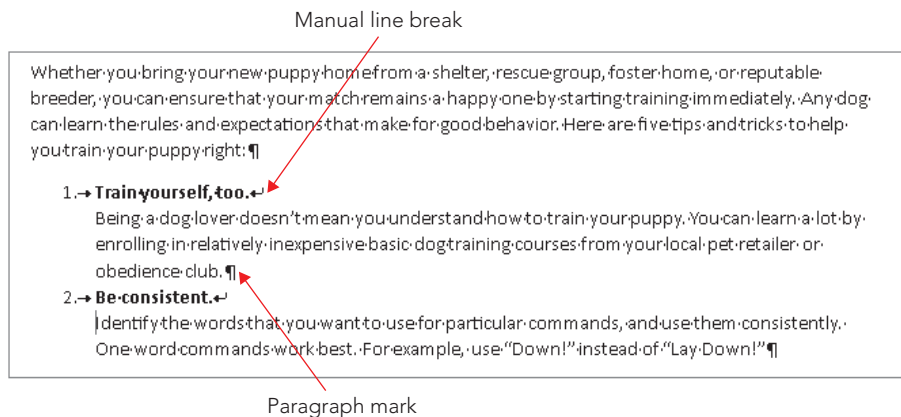 Manual line break
Whether·you·bring·your·new·puppy·home·from·a·shelter,·rescue·group,·foster·home,·or·reputable·
breeder,·you·can·ensure·that·your·match·remains·a·happy·one·by·starting·training·immediately.·Any·dog·
can·learn·the·rules·and·expectations·that·make·for·good·behavior.·Here·are·five·tips·and·tricks·to·help·
you·train·your·puppy·right:¶
1.→Train·yourself,·too.↵
Being·a·dog·lover·doesn’t·mean·you·understand·how·to·train·your·puppy.·You·can·learn·a·lot·by·
enrolling·in·relatively·inexpensive·basic·dog·training·courses·from·your·local·pet·retailer·or·
obedience·club.¶
2.→Be·consistent.↵
Identify·the·words·that·you·want·to·use·for·particular·commands,·and·use·them·consistently.·
One·word·commands·work·best.·For·example,·use·“Down!”·instead·of·“Lay·Down!”¶
Paragraph mark